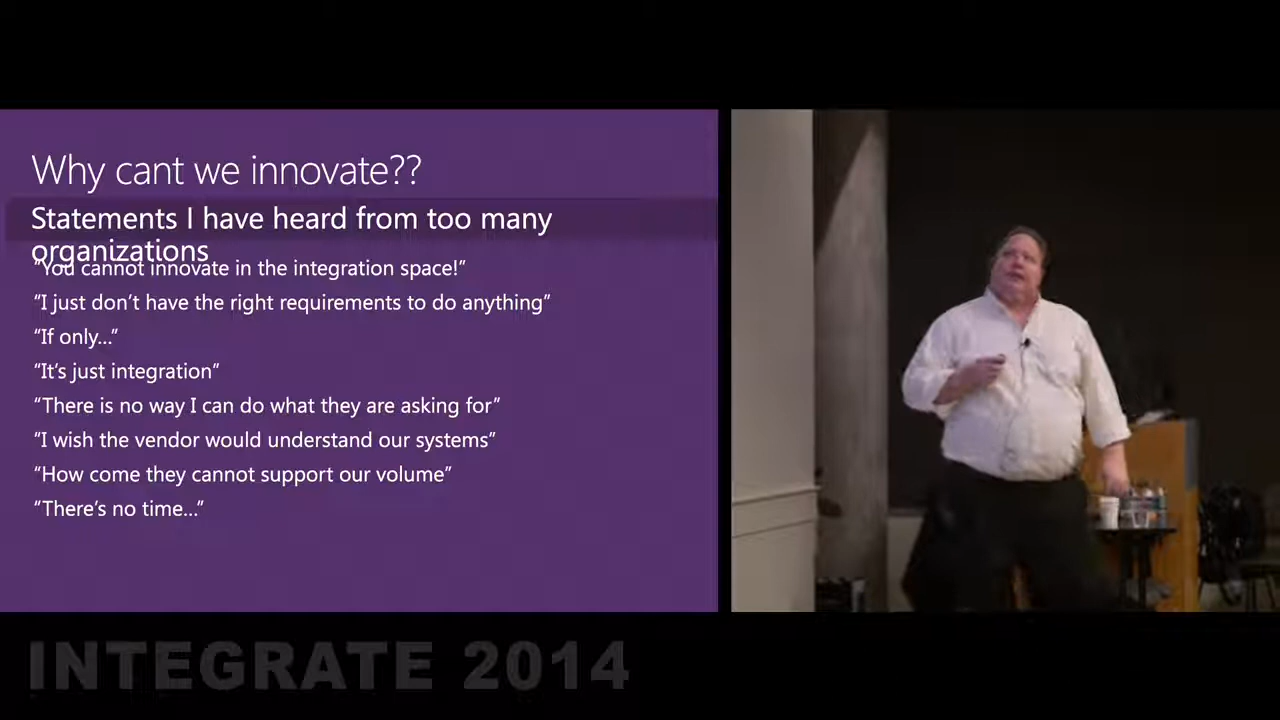 Why cant we innovate??
Statements I have heard from too many
organizations
“You cannot innovate in the integration space!”
“I just don’t have the right requirements to do anything”
“If only...”
“It’s just integration”
“There is no way I can do what they are asking for”
“I wish the vendor would understand our systems”
“How come they cannot support our volume”
“There’s no time...”
INTEGRATE 2014